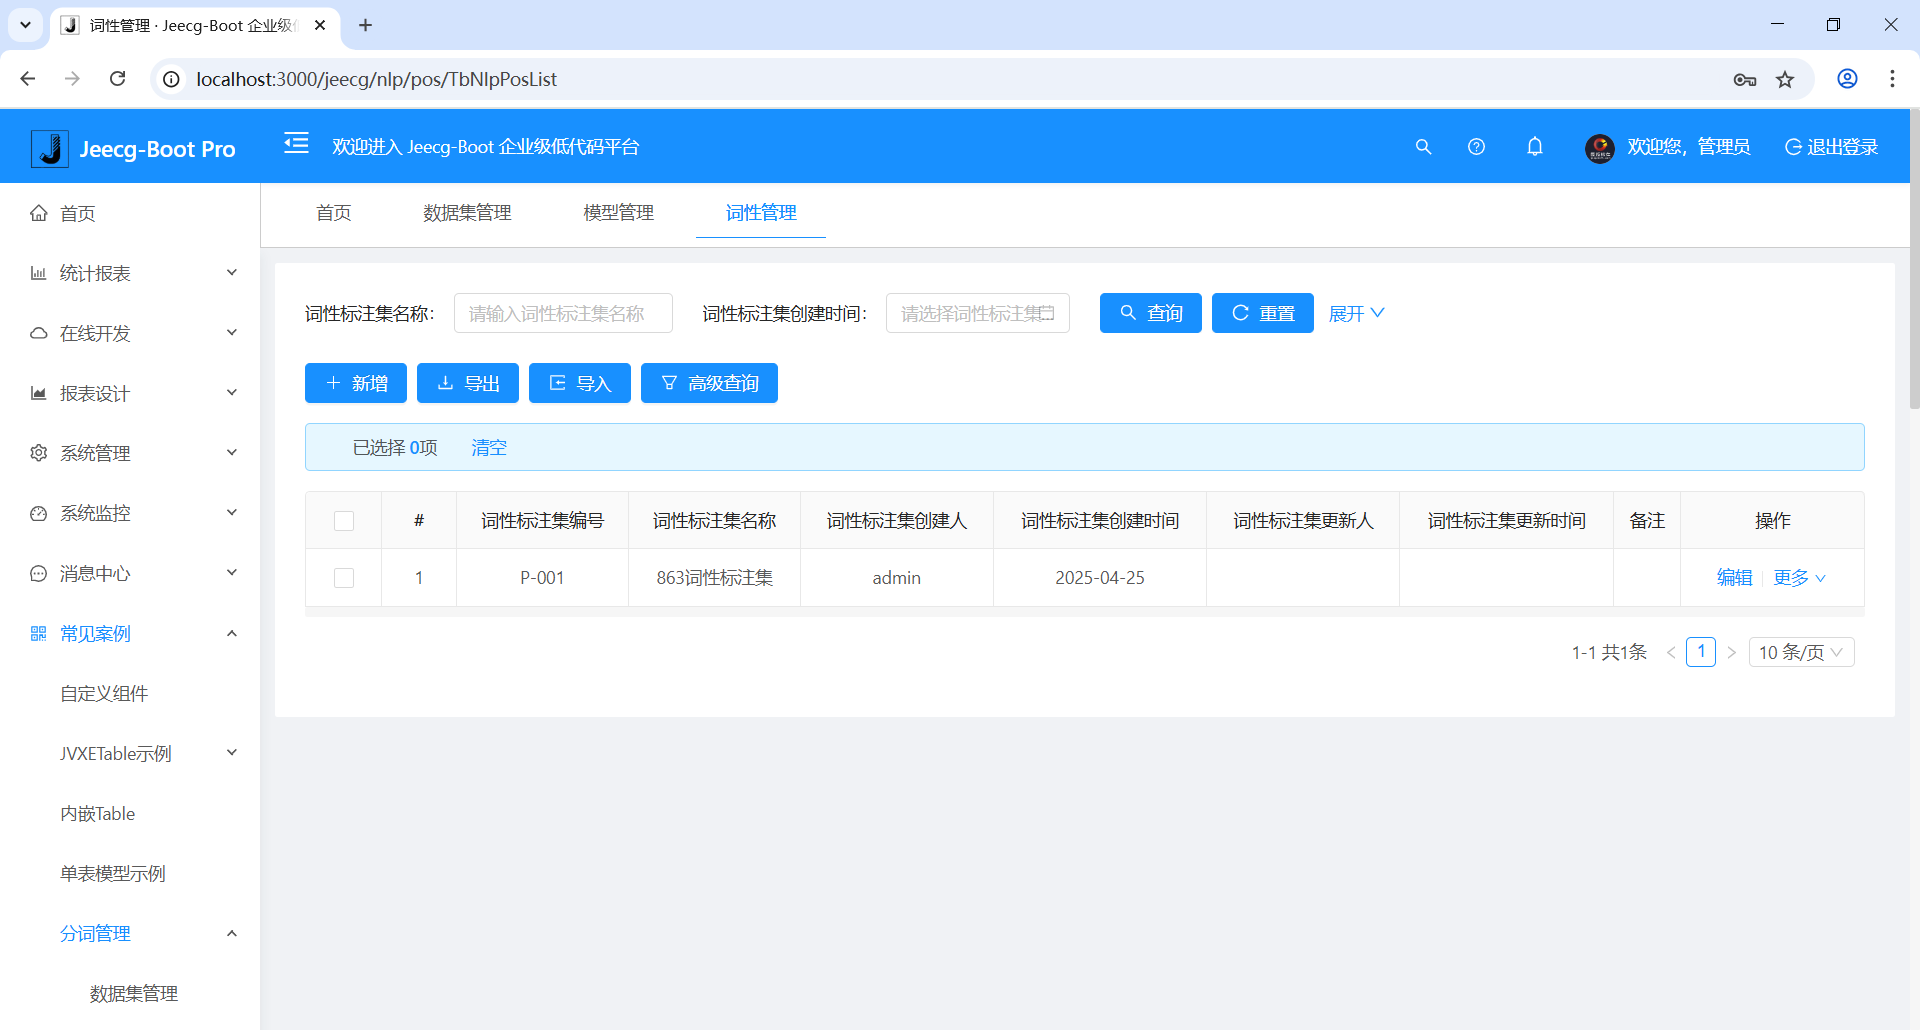 词性管理 · Jeecg-Boot 企业级
localhost:3000/jeecg/nlp/pos/TbNlpPosList
Jeecg-Boot Pro
欢迎进入 Jeecg-Boot 企业级低代码平台
欢迎您，管理员
退出登录
首页
统计报表
在线开发
报表设计
系统管理
系统监控
消息中心
常见案例
自定义组件
JVXETable示例
内嵌Table
单表模型示例
分词管理
数据集管理
首页 数据集管理 模型管理 词性管理
词性标注集名称： 请输入词性标注集名称 词性标注集创建时间： 请选择词性标注集 查询 重置 展开
新增 导出 导入 高级查询
已选择 0项 清空
# 词性标注集编号 词性标注集名称 词性标注集创建人 词性标注集创建时间 词性标注集更新人 词性标注集更新时间 备注 操作
1 P-001 863词性标注集 admin 2025-04-25 编辑 更多
1-1 共1条 < 1 > 10 条/页